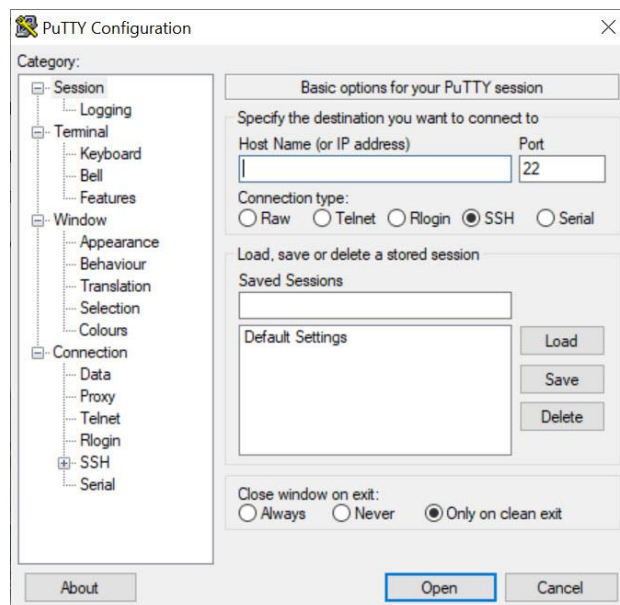 PuTTY Configuration
Category:
Session
Logging
Terminal
Keyboard
Bell
Features
Window
Appearance
Behaviour
Translation
Selection
Colours
Connection
Data
Proxy
Telnet
Rlogin
SSH
Serial
Basic options for your PuTTY session
Specify the destination you want to connect to
Host Name (or IP address) Port
22
Connection type:
Raw Telnet Rlogin SSH Serial
Load, save or delete a stored session
Saved Sessions
Default Settings
Load
Save
Delete
Close window on exit:
Always Never Only on clean exit
About Open Cancel